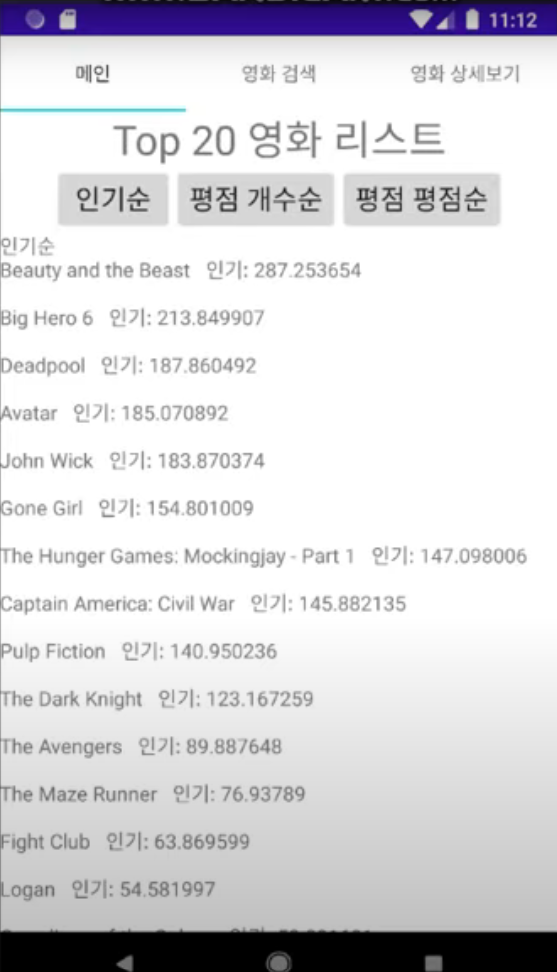 11:12
메인
영화 검색
영화 상세보기
Top 20 영화 리스트
인기순
평점 개수순
평점 평점순
인기순
Beauty and the Beast 인기: 287.253654
Big Hero 6 인기: 213.849907
Deadpool 인기: 187.860492
Avatar 인기: 185.070892
John Wick 인기: 183.870374
Gone Girl 인기: 154.801009
The Hunger Games: Mockingjay - Part 1 인기: 147.098006
Captain America: Civil War 인기: 145.882135
Pulp Fiction 인기: 140.950236
The Dark Knight 인기: 123.167259
The Avengers 인기: 89.887648
The Maze Runner 인기: 76.93789
Fight Club 인기: 63.869599
Logan 인기: 54.581997